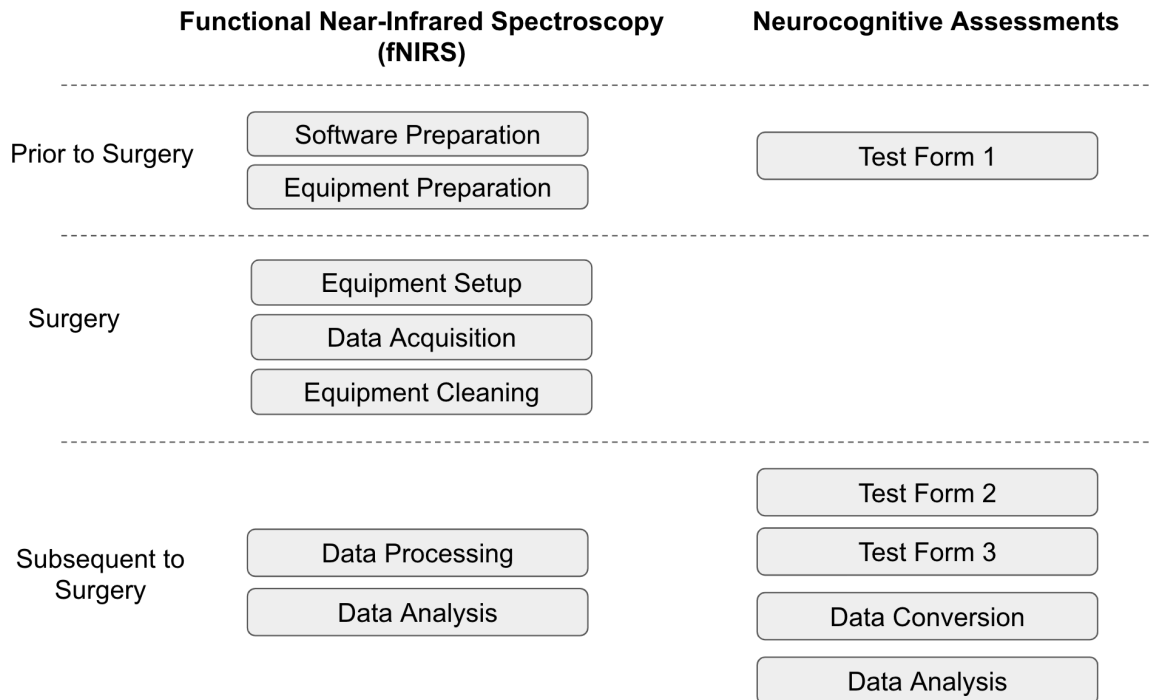 Functional Near-Infrared Spectroscopy
(fNIRS)
Neurocognitive Assessments
Prior to Surgery
Software Preparation
Equipment Preparation
Test Form 1
Surgery
Equipment Setup
Data Acquisition
Equipment Cleaning
Subsequent to
Surgery
Data Processing
Data Analysis
Test Form 2
Test Form 3
Data Conversion
Data Analysis